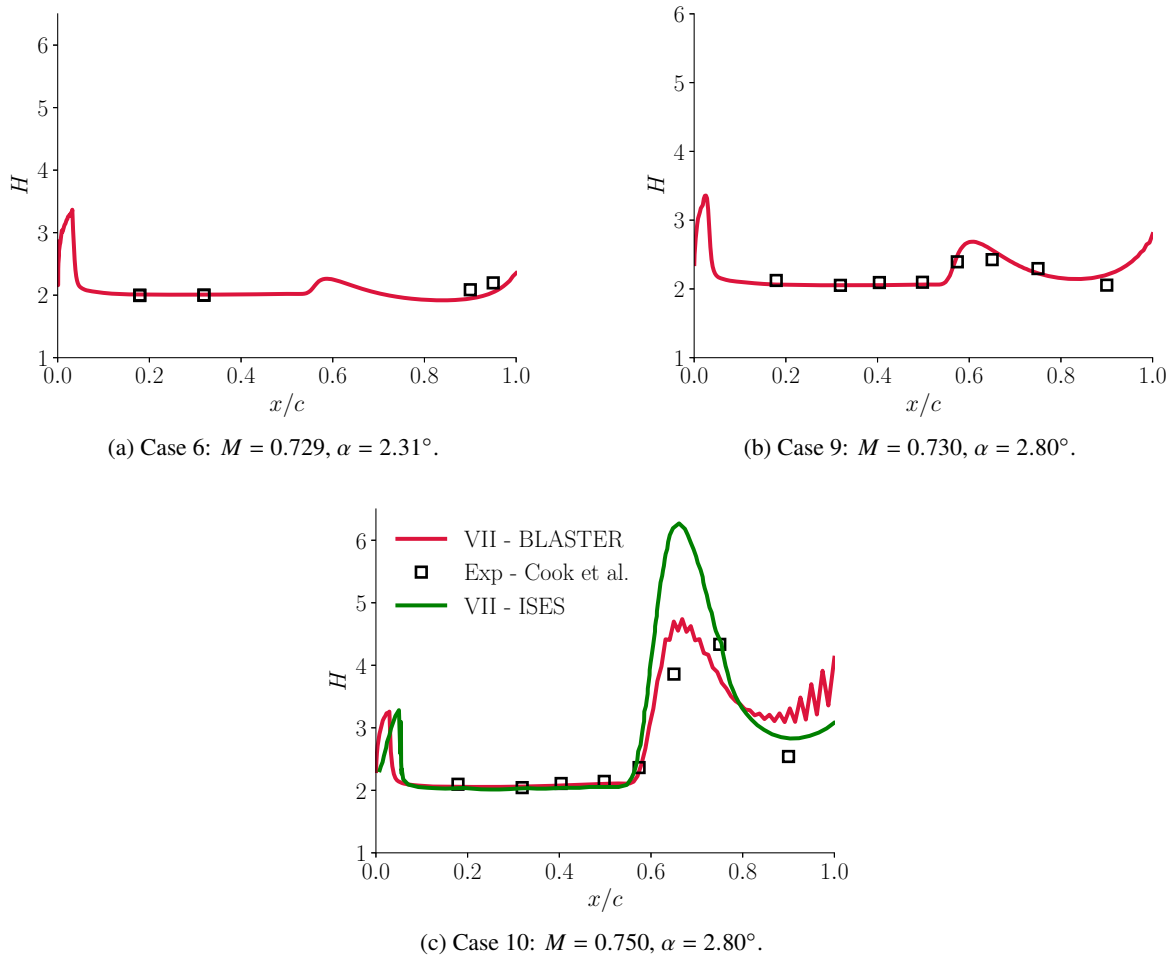 6
5
4
3
2
1
H
0.0 0.2 0.4 0.6 0.8 1.0
x/c
(a) Case 6: M = 0.729, α = 2.31°.
6
5
4
3
2
1
H
0.0 0.2 0.4 0.6 0.8 1.0
x/c
(b) Case 9: M = 0.730, α = 2.80°.
6
5
4
3
2
1
H
VII - BLASTER
Exp - Cook et al.
VII - ISES
0.0 0.2 0.4 0.6 0.8 1.0
x/c
(c) Case 10: M = 0.750, α = 2.80°.